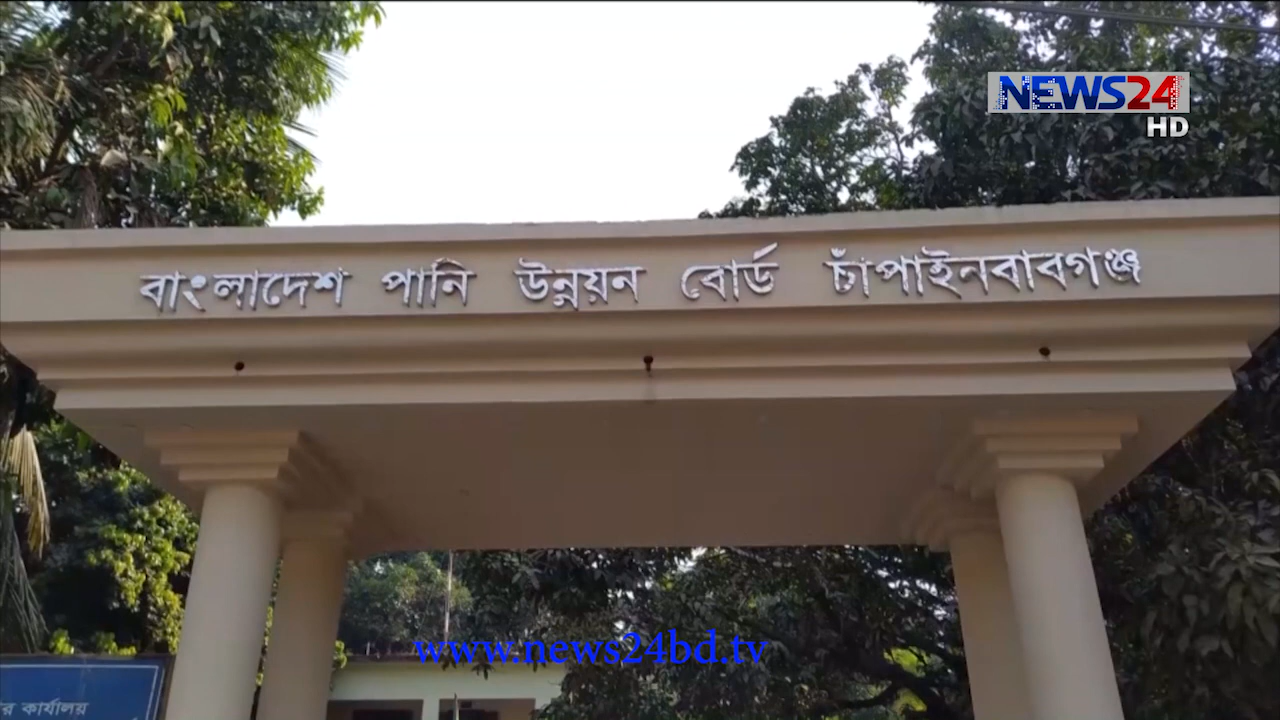 NEWS24
HD
বাংলাদেশ পানি উন্নয়ন বোর্ড চাঁপাইনবাবগঞ্জ
www.news24bd.tv
র কার্যালয়